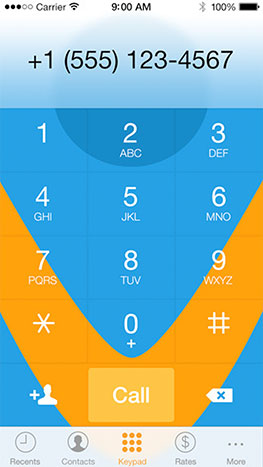 Carrier 9:00 AM 100%
+1 (555) 123-4567
1 2 3
ABC DEF
4 5 6
GHI JKL MNO
7 8 9
PQRS TUV WXYZ
* 0 #
+
+ Call
Recents Contacts Keypad $ Rates More